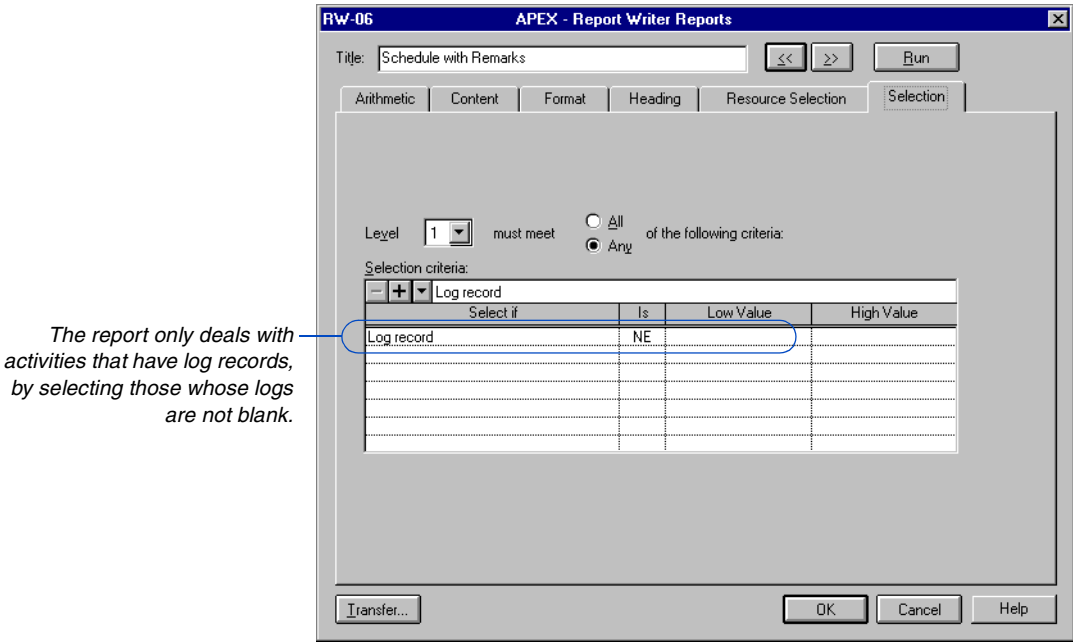 RW-06 APEX - Report Writer Reports
Title: Schedule with Remarks << >> Run
Arithmetic Content Format Heading Resource Selection Selection
Level 1 must meet All
Any of the following criteria:
Selection criteria:
Log record
Select if Is Low Value High Value
Log record NE
The report only deals with
activities that have log records,
by selecting those whose logs
are not blank.
Transfer... OK Cancel Help